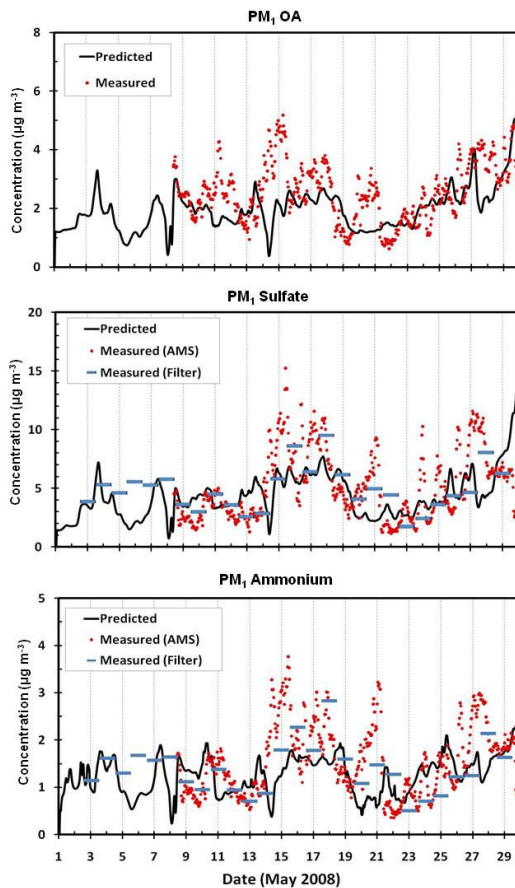 PM₁ OA
8
6
4
2
0
Concentration (µg m⁻³)
Predicted
Measured
PM₁ Sulfate
20
15
10
5
0
Concentration (µg m⁻³)
Predicted
Measured (AMS)
Measured (Filter)
PM₁ Ammonium
5
4
3
2
1
0
Concentration (µg m⁻³)
Predicted
Measured (AMS)
Measured (Filter)
1 3 5 7 9 11 13 15 17 19 21 23 25 27 29
Date (May 2008)